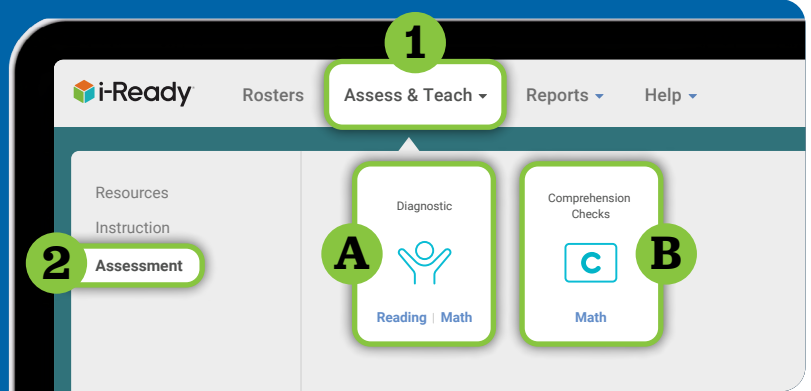 1
i-Ready
Rosters
Assess & Teach
Reports
Help
Resources
Instruction
2
Assessment
A
Diagnostic
Reading | Math
Comprehension
Checks
C
B
Math